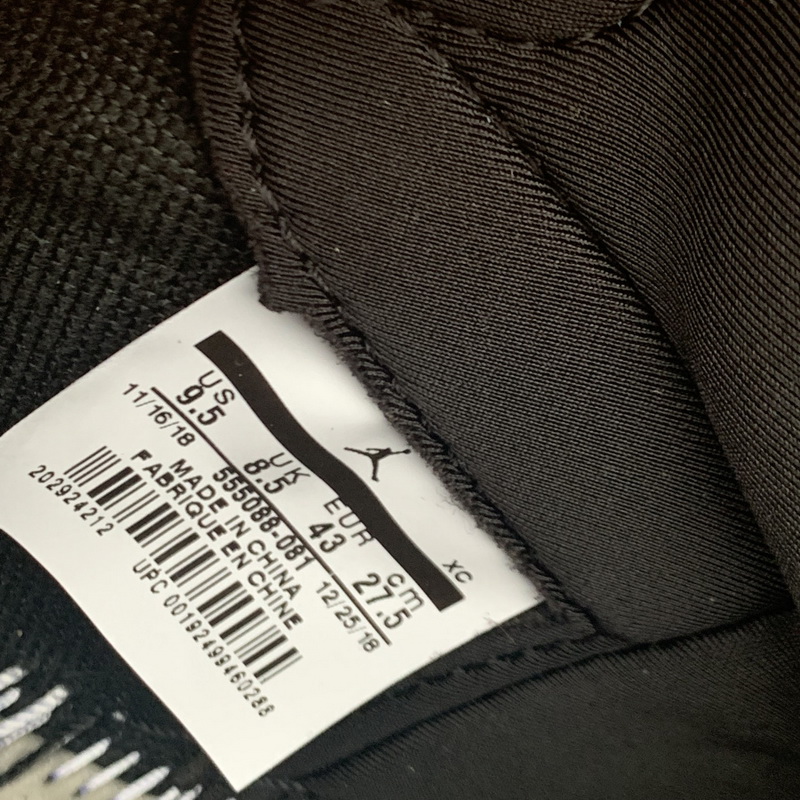 XC
US UK EUR cm
9.5 8.5 43 27.5
11/16/18 555088-081 12/25/18
MADE IN CHINA
FABRIQUE EN CHINE
202924212 UPC 00192499460288